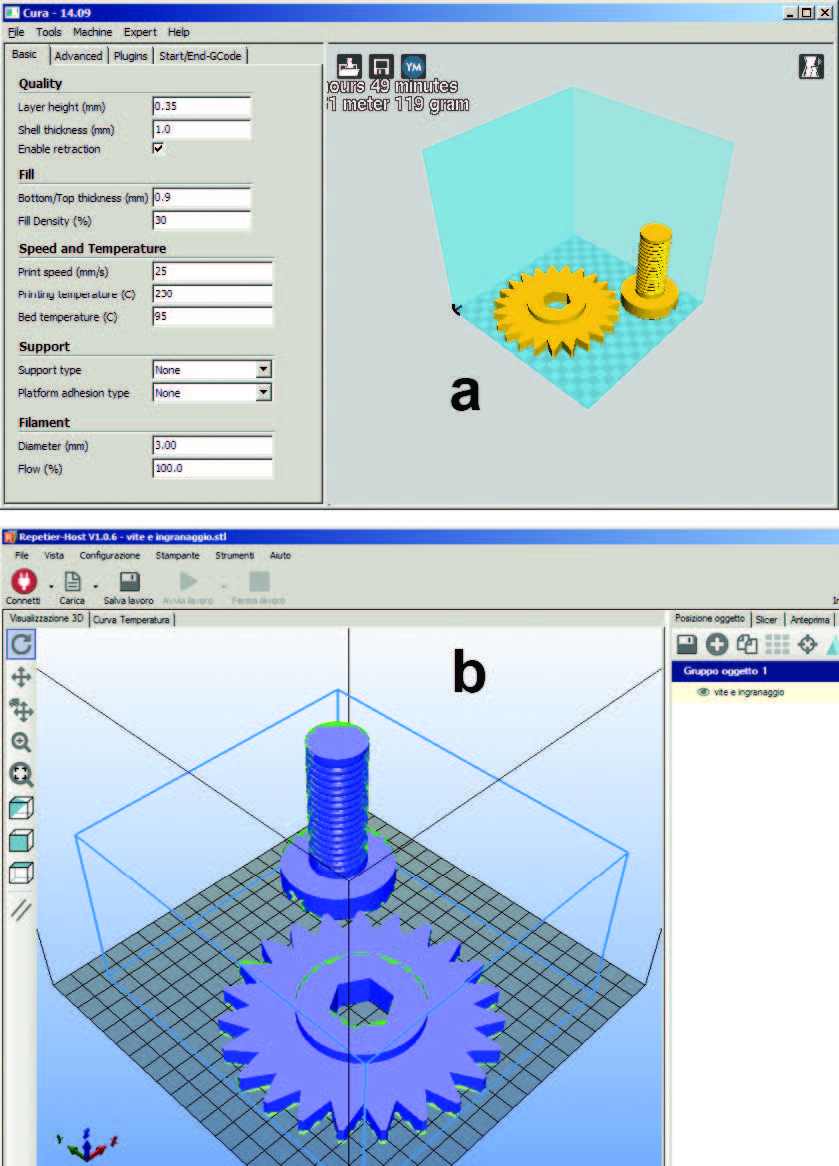 Cura - 14.09
File Tools Machine Expert Help
Basic Advanced Plugins Start/End-GCode
Quality
Layer height (mm) 0.35
Shell thickness (mm) 1.0
Enable retraction
Fill
Bottom/Top thickness (mm) 0.9
Fill Density (%) 30
Speed and Temperature
Print speed (mm/s) 25
Printing temperature (C) 230
Bed temperature (C) 95
Support
Support type None
Platform adhesion type None
Filament
Diameter (mm) 3.00
Flow (%) 100.0
YM
ours 49 minutes
1 meter 119 gram
a
Repetier-Host V1.0.6 - vite e ingranaggio.stl
File Vista Configurazione Stampante Strumenti Aiuto
Connetti Carica Salva lavoro Avvia lavoro Ferma lavoro
Visualizzazione 3D Curva Temperatura
Posizione oggetto Slicer Anteprima
Gruppo oggetto 1
vite e ingranaggio
b